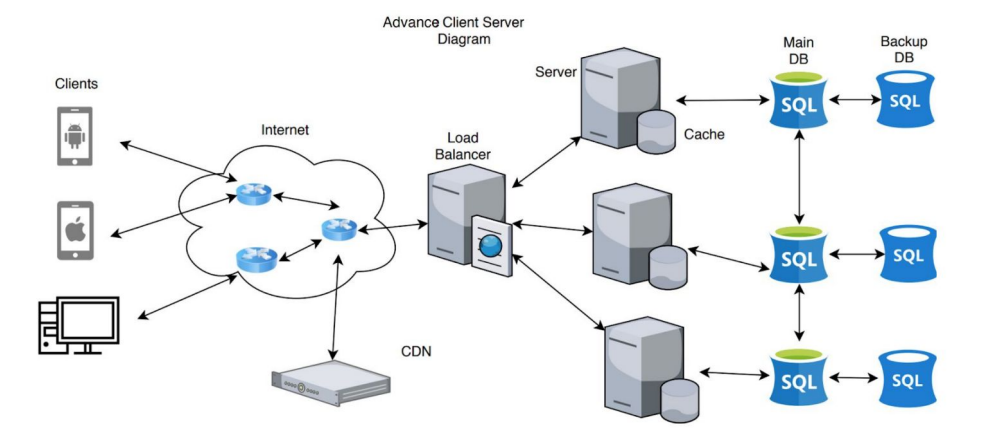 Advance Client Server
Diagram
Clients
Internet
Load
Balancer
Server
Cache
Main
DB
Backup
DB
SQL
SQL
SQL
SQL
SQL
SQL
CDN